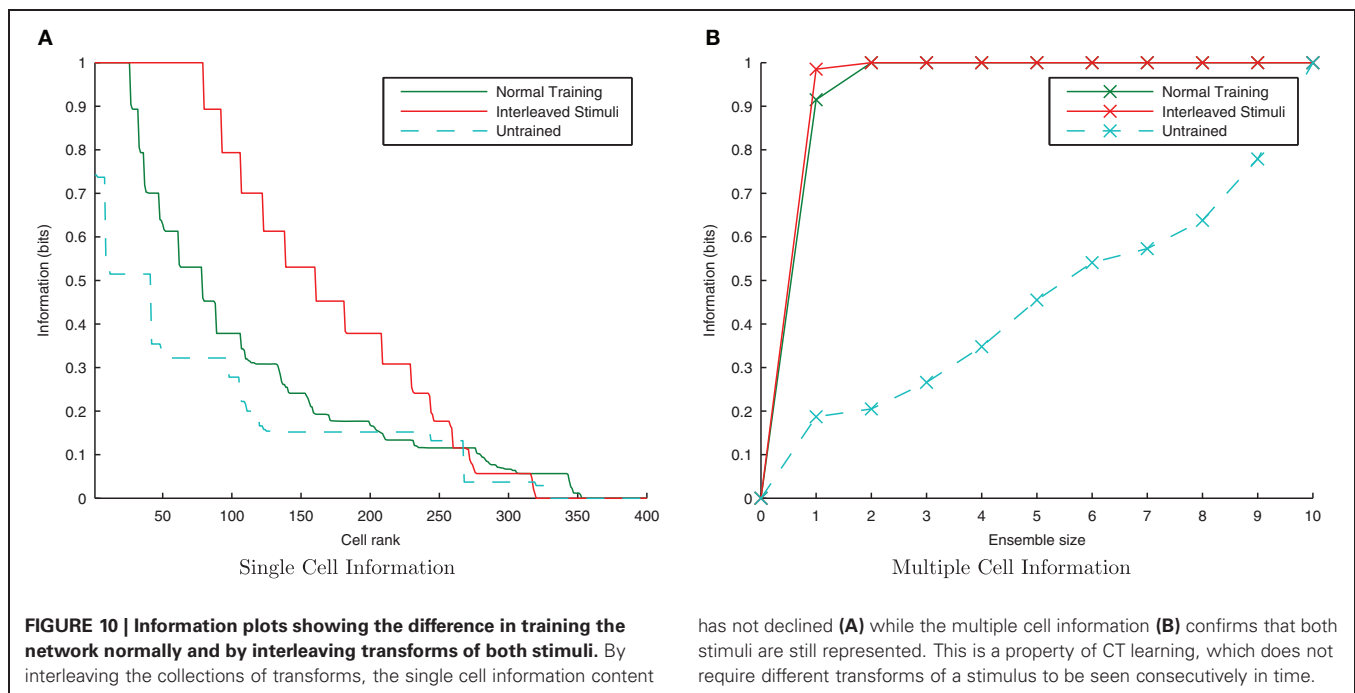 A
1
0.9
0.8
0.7
0.6
0.5
0.4
0.3
0.2
0.1
0
Information (bits)
Normal Training
Interleaved Stimuli
Untrained
50
100
150
200
250
300
350
400
Cell rank
Single Cell Information
B
1
0.9
0.8
0.7
0.6
0.5
0.4
0.3
0.2
0.1
0
Information (bits)
Normal Training
Interleaved Stimuli
Untrained
0
1
2
3
4
5
6
7
8
9
10
Ensemble size
Multiple Cell Information
FIGURE 10 | Information plots showing the difference in training the
network normally and by interleaving transforms of both stimuli. By
interleaving the collections of transforms, the single cell information content
has not declined (A) while the multiple cell information (B) confirms that both
stimuli are still represented. This is a property of CT learning, which does not
require different transforms of a stimulus to be seen consecutively in time.